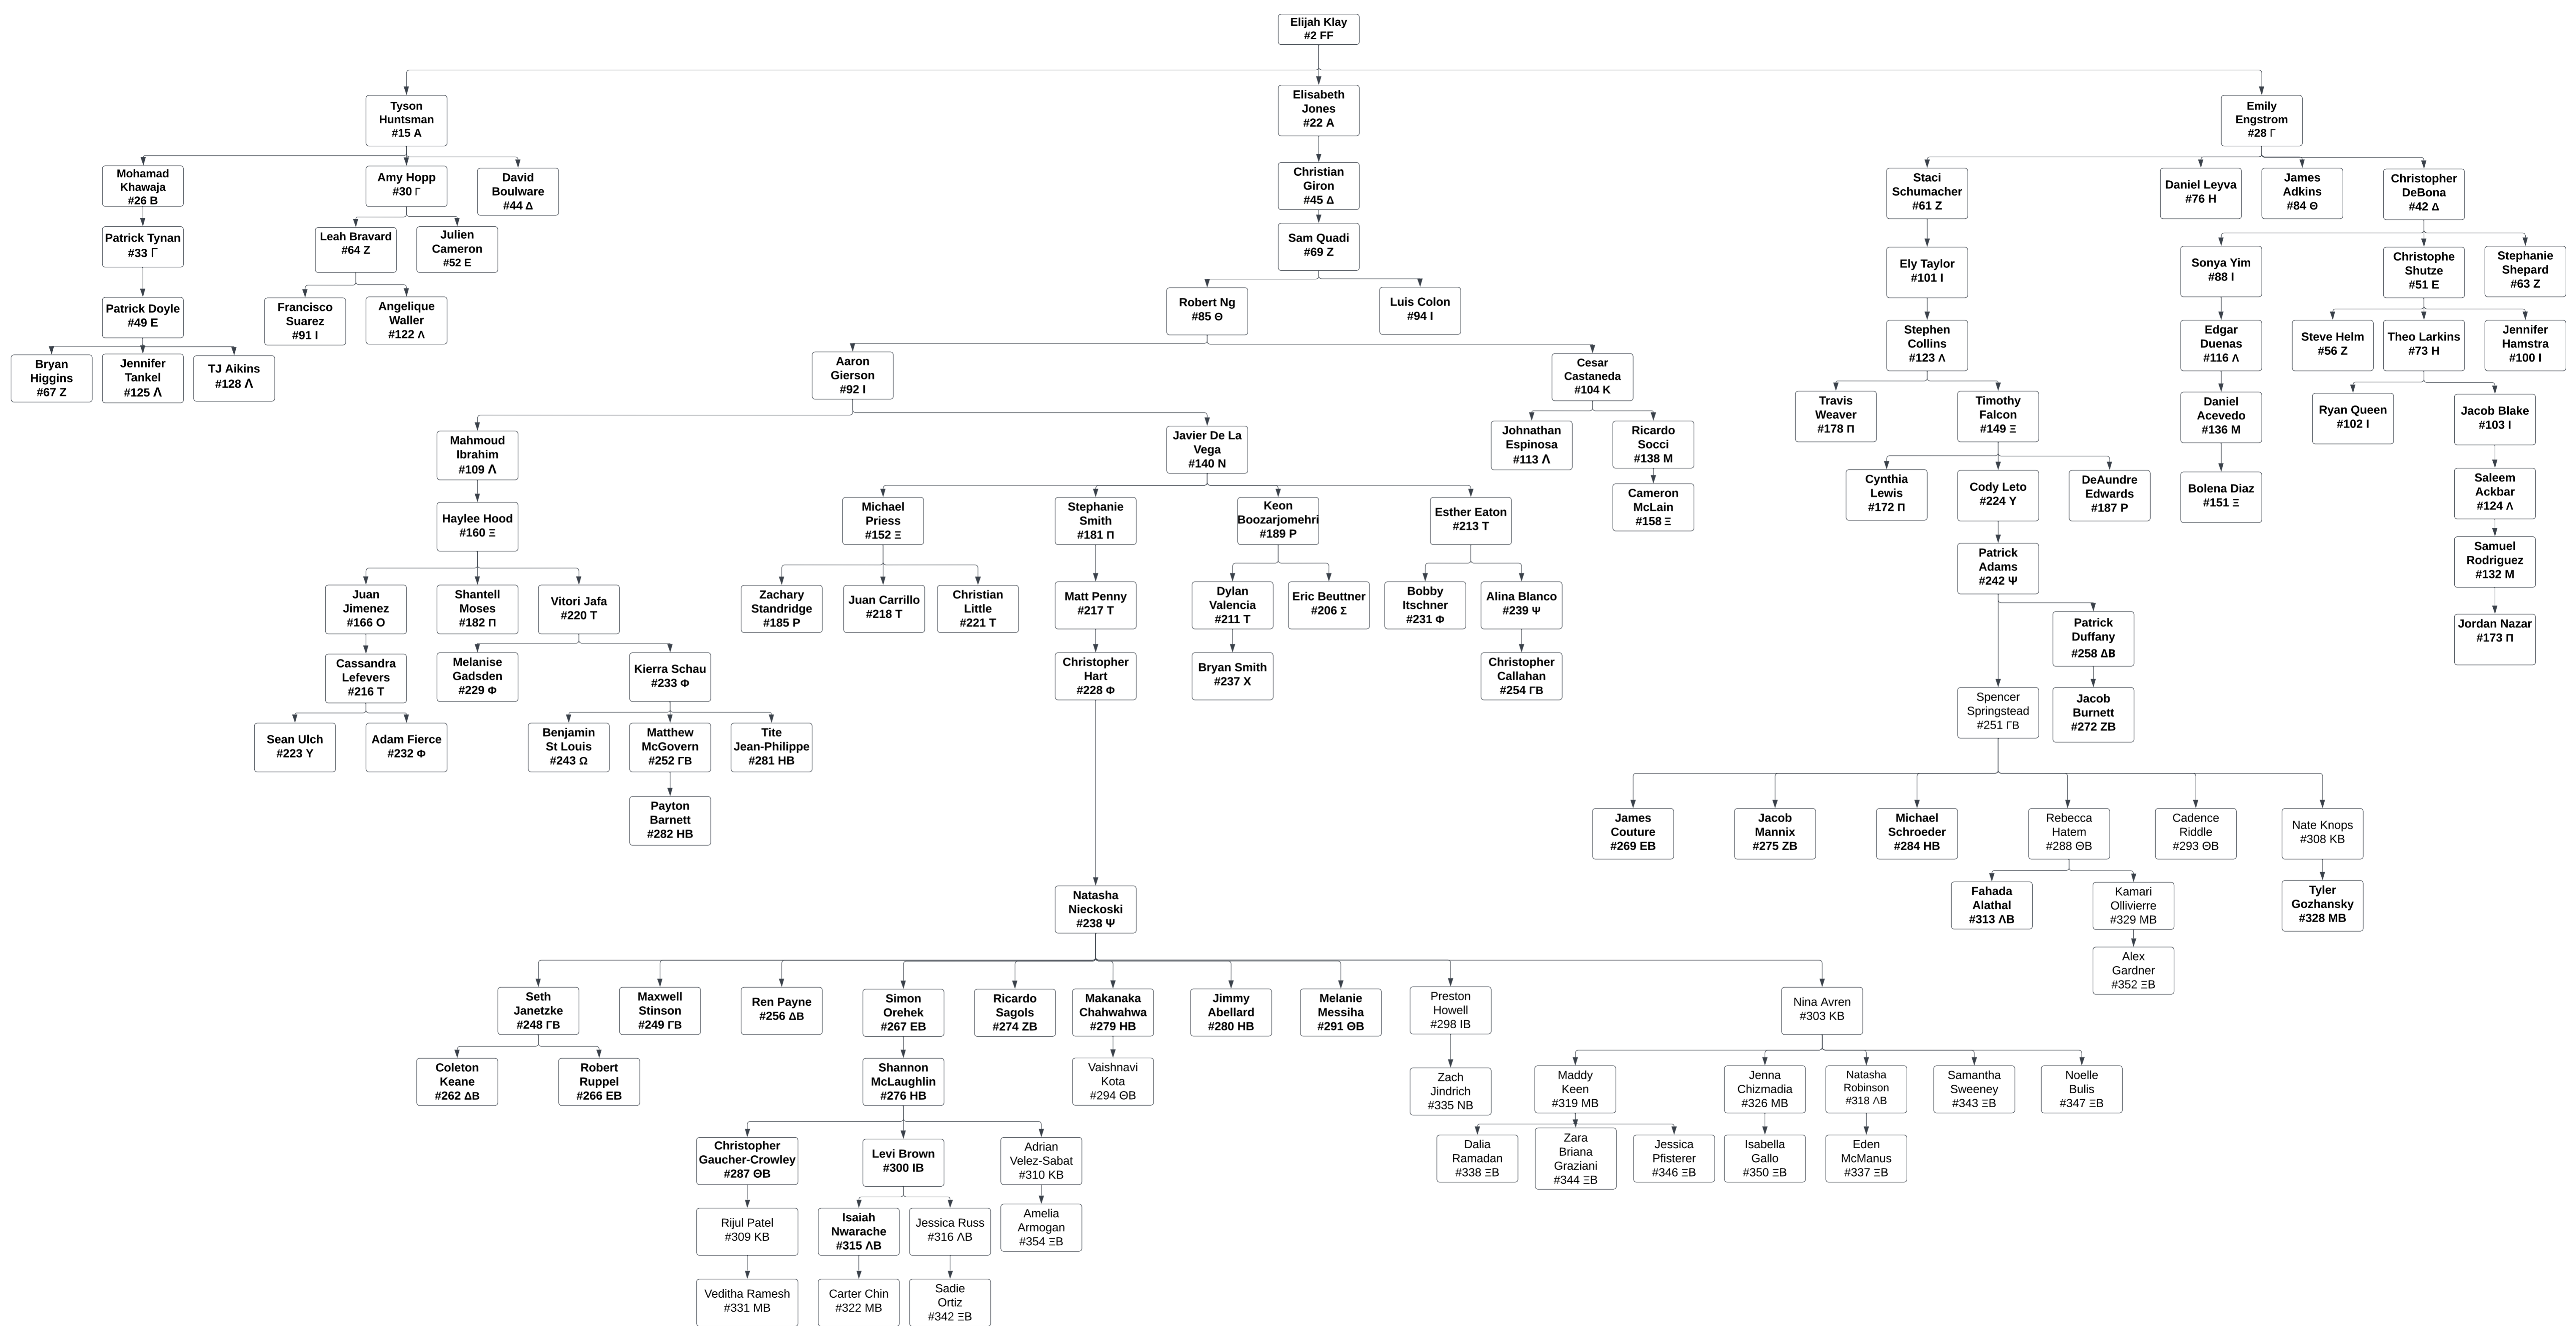 Elijah Klay
#2 FF
Tyson
Huntsman
#15 A
Elisabeth
Jones
#22 A
Emily
Engstrom
#28 Γ
Mohamad
Khawaja
#26 B
Amy Hopp
#30 Γ
David
Boulware
#44 Δ
Christian
Giron
#45 Δ
Staci
Schumacher
#61 Z
Daniel Leyva
#76 H
James
Adkins
#84 Θ
Christopher
DeBona
#42 Δ
Patrick Tynan
#33 Γ
Leah Bravard
#64 Z
Julien
Cameron
#52 E
Sam Quadi
#69 Z
Ely Taylor
#101 I
Sonya Yim
#88 I
Christophe
Shutze
#51 E
Stephanie
Shepard
#63 Z
Patrick Doyle
#49 E
Francisco
Suarez
#91 I
Angelique
Waller
#122 Λ
Robert Ng
#85 Θ
Luis Colon
#94 I
Stephen
Collins
#123 Λ
Edgar
Duenas
#116 Λ
Steve Helm
#56 Z
Theo Larkins
#73 H
Jennifer
Hamstra
#100 I
Bryan
Higgins
#67 Z
Jennifer
Tankel
#125 Λ
TJ Aikins
#128 Λ
Aaron
Gierson
#92 I
Cesar
Castaneda
#104 K
Travis
Weaver
#178 Π
Timothy
Falcon
#149 Ξ
Daniel
Acevedo
#136 M
Ryan Queen
#102 I
Jacob Blake
#103 I
Mahmoud
Ibrahim
#109 Λ
Javier De La
Vega
#140 N
Johnathan
Espinosa
#113 Λ
Ricardo
Socci
#138 M
Cynthia
Lewis
#172 Π
Cody Leto
#224 Y
DeAundre
Edwards
#187 P
Bolena Diaz
#151 Ξ
Saleem
Ackbar
#124 Λ
Haylee Hood
#160 Ξ
Michael
Priess
#152 Ξ
Stephanie
Smith
#181 Π
Keon
Boozarjomehri
#189 P
Esther Eaton
#213 T
Cameron
McLain
#158 Ξ
Patrick
Adams
#242 Ψ
Samuel
Rodriguez
#132 M
Juan
Jimenez
#166 O
Shantell
Moses
#182 Π
Vitori Jafa
#220 T
Zachary
Standridge
#185 P
Juan Carrillo
#218 T
Christian
Little
#221 T
Matt Penny
#217 T
Dylan
Valencia
#211 T
Eric Beuttner
#206 Σ
Bobby
Itschner
#231 Φ
Alina Blanco
#239 Ψ
Patrick
Duffany
#258 ΔB
Jordan Nazar
#173 Π
Cassandra
Lefevers
#216 T
Melanise
Gadsden
#229 Φ
Kierra Schau
#233 Φ
Christopher
Hart
#228 Φ
Bryan Smith
#237 X
Christopher
Callahan
#254 ΓB
Spencer
Springstead
#251 ΓB
Jacob
Burnett
#272 ZB
Sean Ulch
#223 Y
Adam Fierce
#232 Φ
Benjamin
St Louis
#243 Ω
Matthew
McGovern
#252 ΓB
Tite
Jean-Philippe
#281 HB
Payton
Barnett
#282 HB
James
Couture
#269 EB
Jacob
Mannix
#275 ZB
Michael
Schroeder
#284 HB
Rebecca
Hatem
#288 ΘB
Cadence
Riddle
#293 ΘB
Nate Knops
#308 KB
Natasha
Nieckoski
#238 Ψ
Fahada
Alathal
#313 ΛB
Kamari
Ollivierre
#329 MB
Tyler
Gozhansky
#328 MB
Alex
Gardner
#352 ΞB
Seth
Janetzke
#248 ΓB
Maxwell
Stinson
#249 ΓB
Ren Payne
#256 ΔB
Simon
Orehek
#267 EB
Ricardo
Sagols
#274 ZB
Makanaka
Chahwahwa
#279 HB
Jimmy
Abellard
#280 HB
Melanie
Messiha
#291 ΘB
Preston
Howell
#298 IB
Nina Avren
#303 KB
Coleton
Keane
#262 ΔB
Robert
Ruppel
#266 EB
Shannon
McLaughlin
#276 HB
Vaishnavi
Kota
#294 ΘB
Zach
Jindrich
#335 NB
Maddy
Keen
#319 MB
Jenna
Chizmadia
#326 MB
Natasha
Robinson
#318 ΛB
Samantha
Sweeney
#343 ΞB
Noelle
Bulis
#347 ΞB
Christopher
Gaucher-Crowley
#287 ΘB
Levi Brown
#300 IB
Adrian
Velez-Sabat
#310 KB
Dalia
Ramadan
#338 ΞB
Zara
Briana
Graziani
#344 ΞB
Jessica
Pfisterer
#346 ΞB
Isabella
Gallo
#350 ΞB
Eden
McManus
#337 ΞB
Rijul Patel
#309 KB
Isaiah
Nwarache
#315 ΛB
Jessica Russ
#316 ΛB
Amelia
Armogan
#354 ΞB
Veditha Ramesh
#331 MB
Carter Chin
#322 MB
Sadie
Ortiz
#342 ΞB